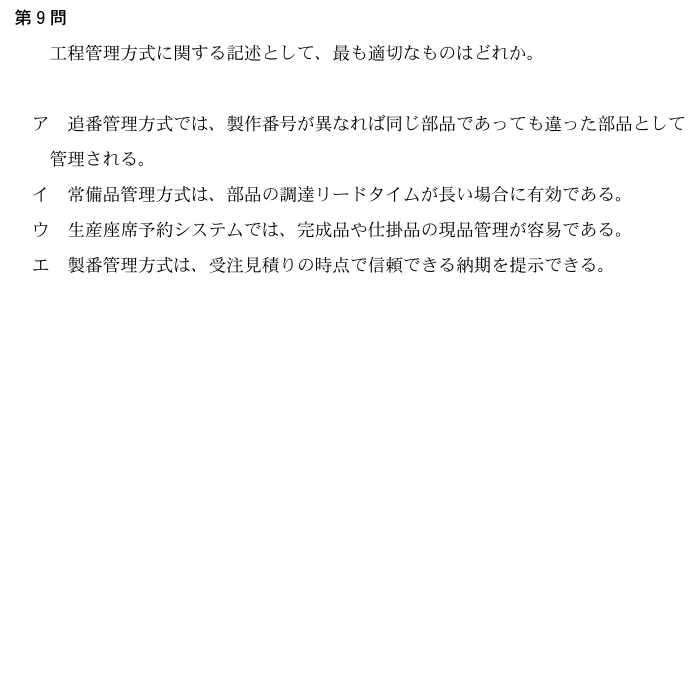 第9問
工程管理方式に関する記述として、最も適切なものはどれか。
ア 追番管理方式では、製作番号が異なれば同じ部品であっても違った部品として
管理される。
イ 常備品管理方式は、部品の調達リードタイムが長い場合に有効である。
ウ 生産座席予約システムでは、完成品や仕掛品の現品管理が容易である。
エ 製番管理方式は、受注見積りの時点で信頼できる納期を提示できる。